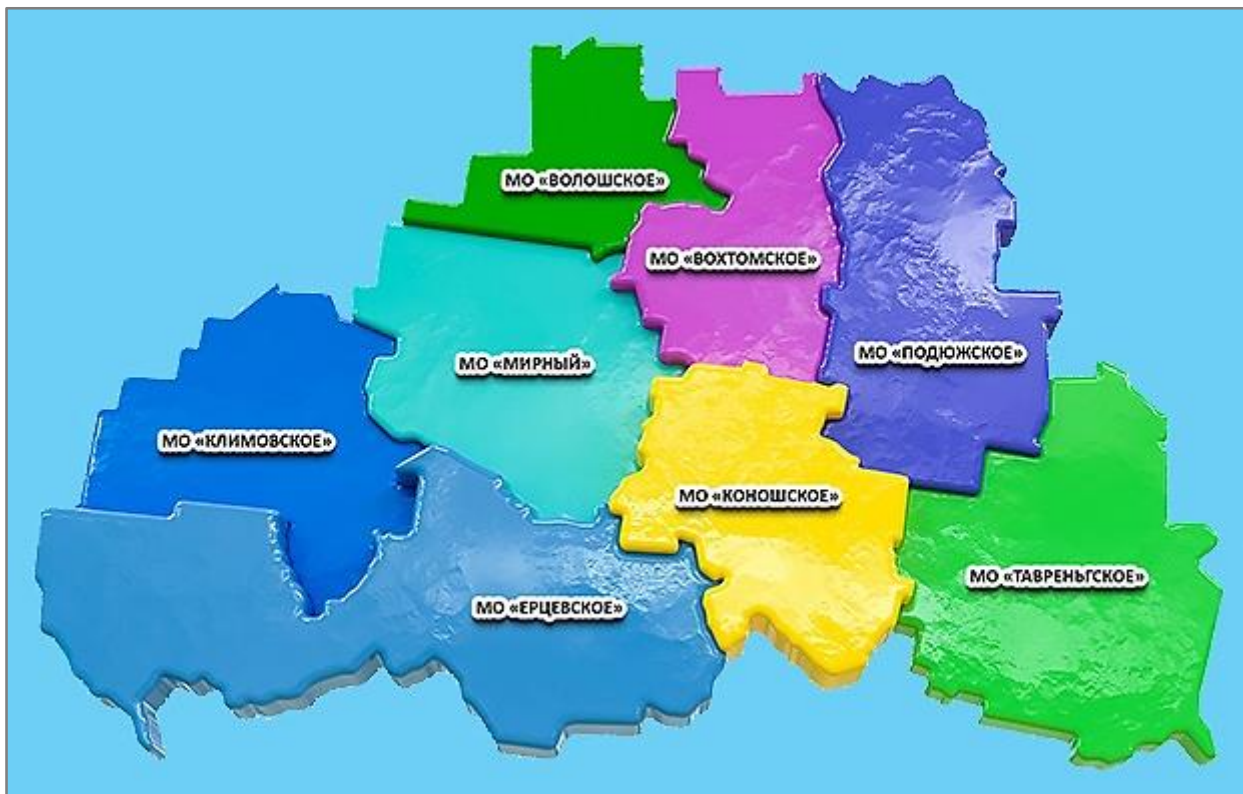 МО «ВОЛОШСКОЕ»
МО «ВОХТОМСКОЕ»
МО «ПОДЮЖСКОЕ»
МО «МИРНЫЙ»
МО «КЛИМОВСКОЕ»
МО «КОНОШСКОЕ»
МО «ТАВРЕНЬГСКОЕ»
МО «ЕРЦЕВСКОЕ»